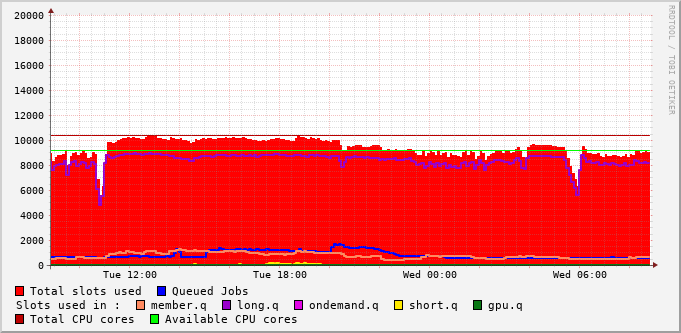 20000
18000
16000
14000
12000
10000
8000
6000
4000
2000
0
Tue 12:00 Tue 18:00 Wed 00:00 Wed 06:00
Total slots used Queued Jobs
Slots used in : member.q long.q ondemand.q short.q gpu.q
Total CPU cores Available CPU cores
RRDTOOL / TOBI OETIKER